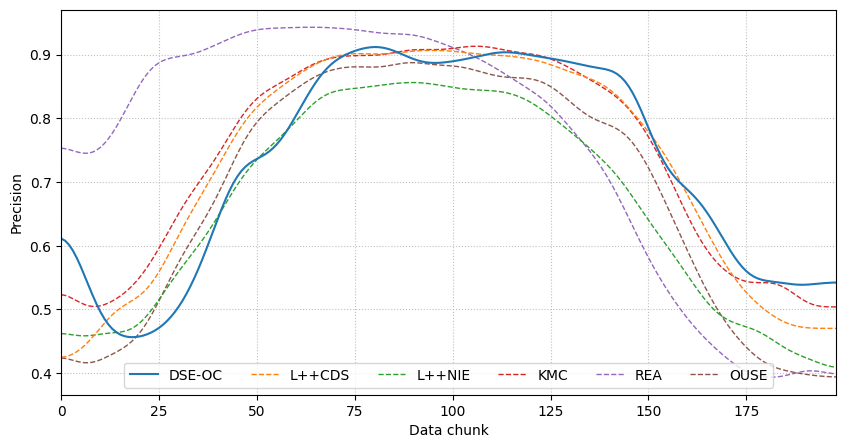 0.9
0.8
0.7
0.6
0.5
0.4
Precision
DSE-OC L++CDS L++NIE KMC REA OUSE
0 25 50 75 100 125 150 175
Data chunk